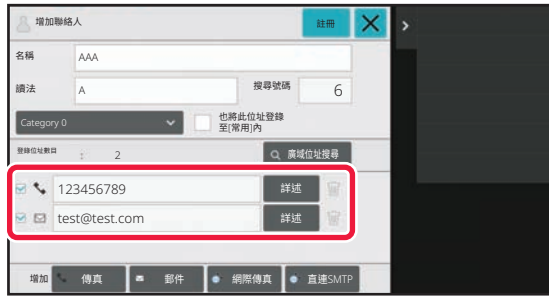 增加聯絡人
註冊
名稱
AAA
讀法
A
搜尋號碼
6
Category 0
也將此位址登錄
至[常用]內
登錄位址數目
:
2
廣域位址搜尋
123456789
詳述
test@test.com
詳述
增加
傳真
郵件
網際傳真
直連SMTP